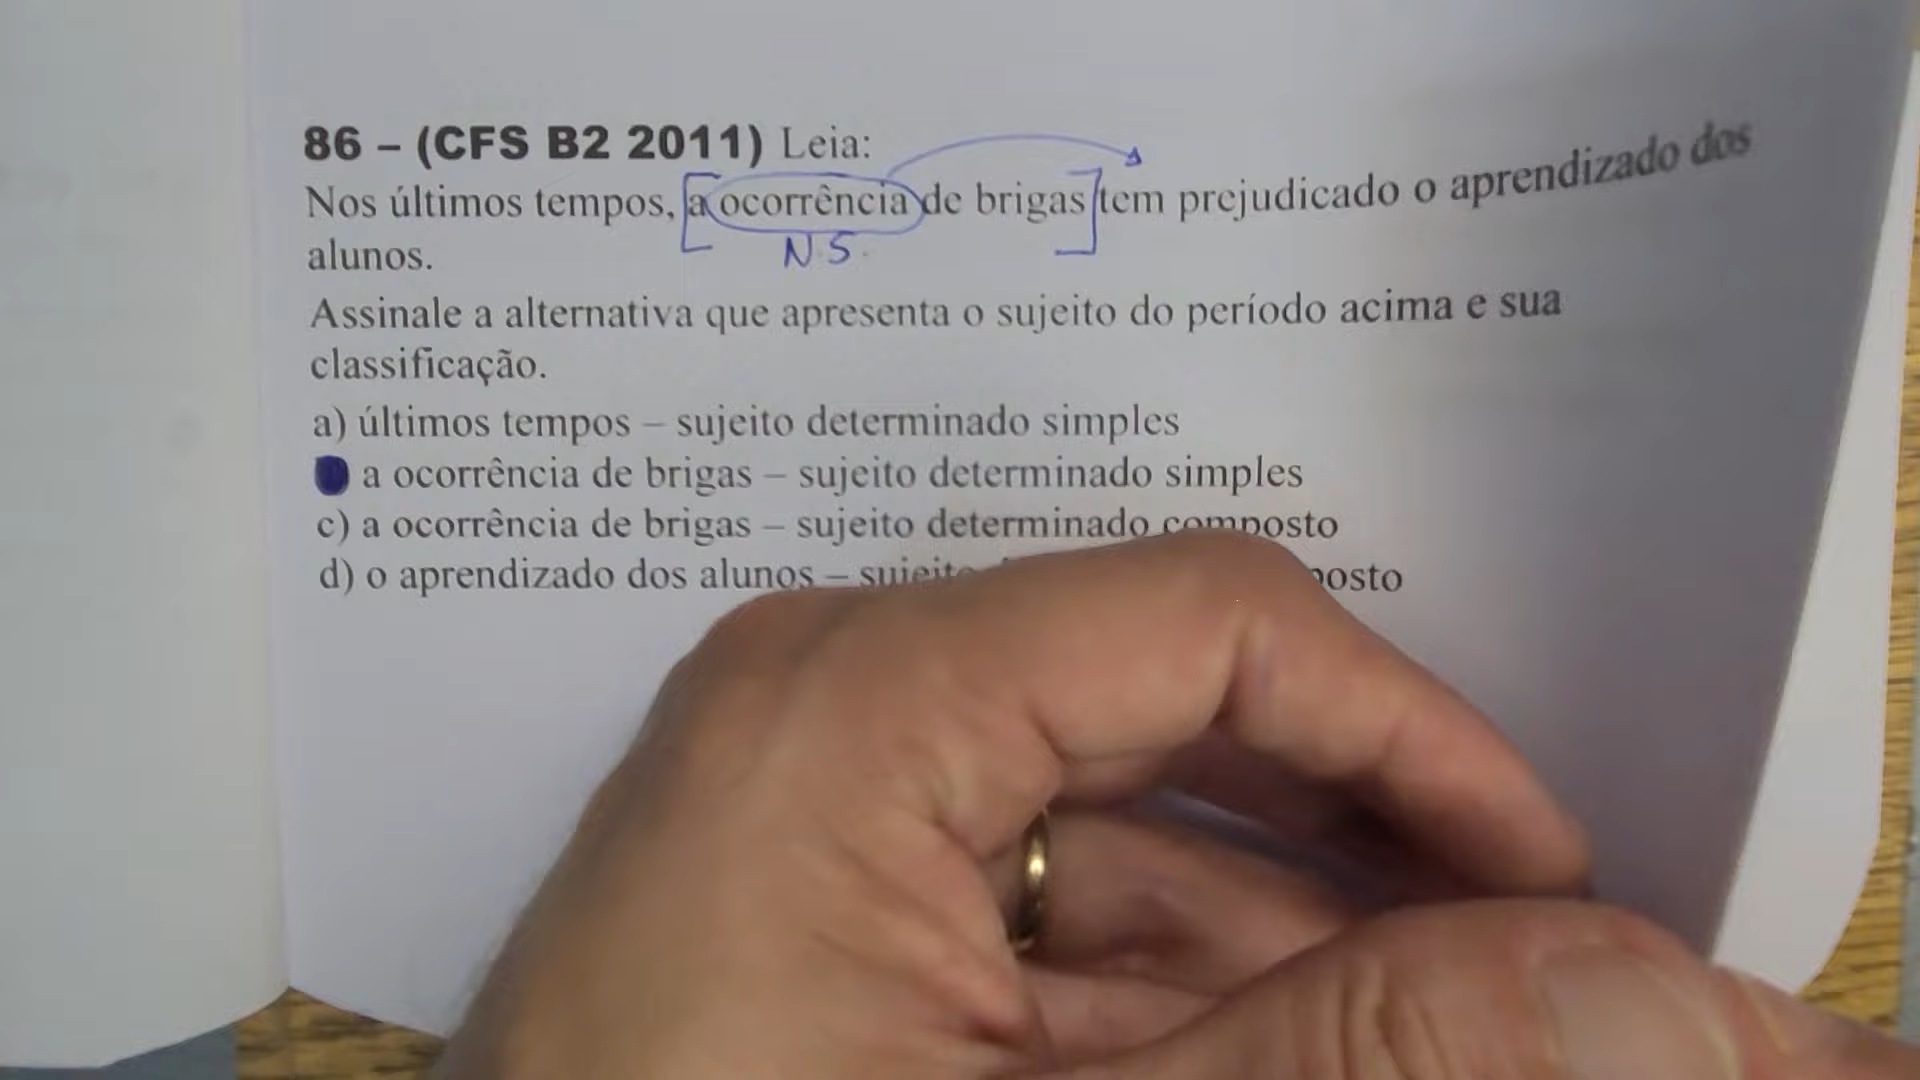 86 – (CFS B2 2011) Leia:
Nos últimos tempos, a ocorrência de brigas tem prejudicado o aprendizado dos
N.S.
alunos.
Assinale a alternativa que apresenta o sujeito do período acima e sua
classificação.
a) últimos tempos – sujeito determinado simples
a ocorrência de brigas – sujeito determinado simples
c) a ocorrência de brigas – sujeito determinado composto
d) o aprendizado dos alunos – sujeito